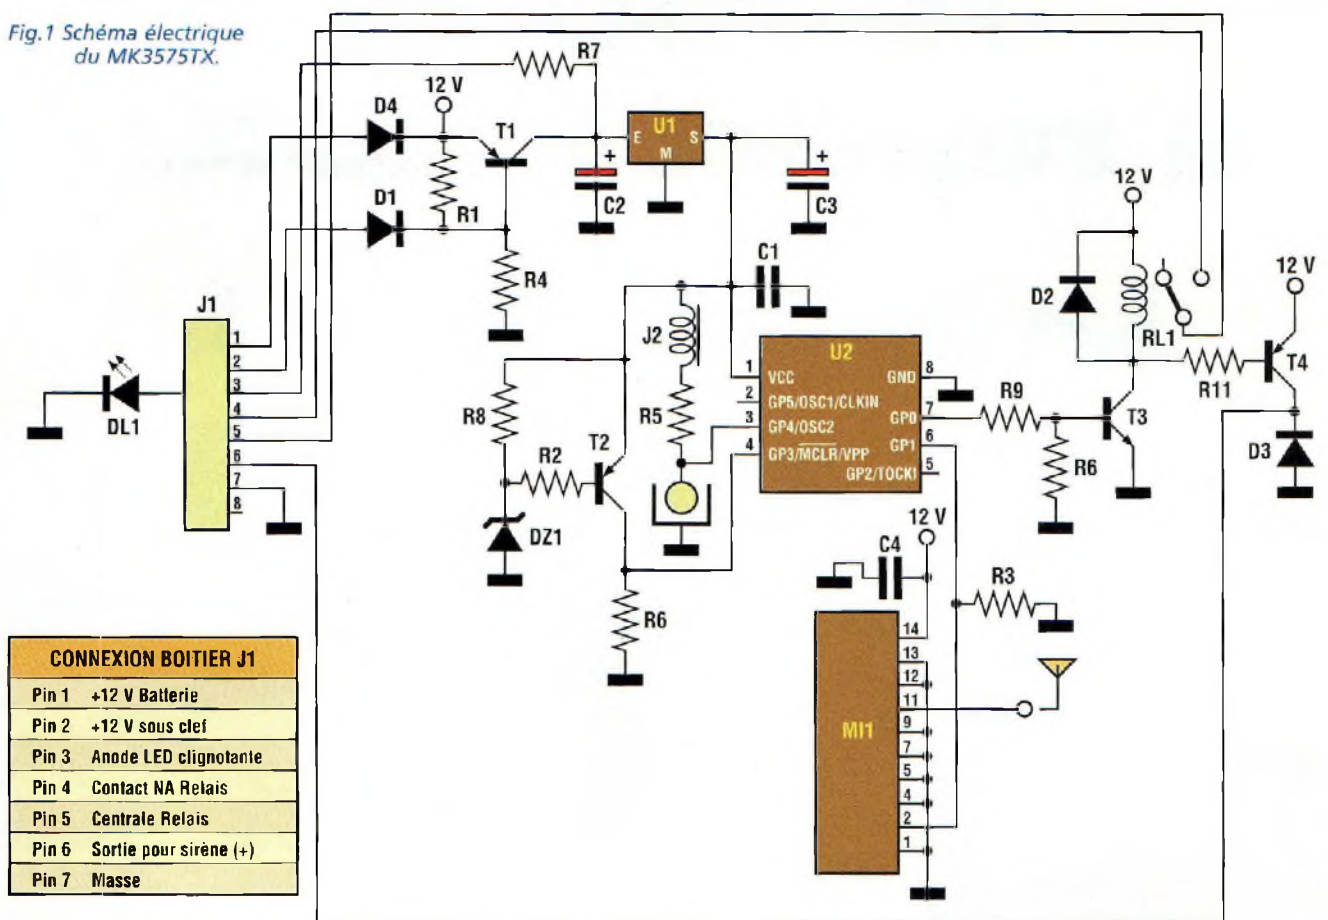 Fig.1 Schéma électrique
du MK3575TX.
R7
12 V
D4
T1
U1
E
S
M
+
+
R1
C2
C3
D1
12 V
R4
C1
12 V
J1
D2
RL1
1
2
3
4
5
6
7
8
DL1
J2
U2
1
VCC
GND
8
2
GP5/OSC1/CLKIN
3
GP4/OSC2
GP0
7
4
GP3/MCLR/VPP
GP1
6
GP2/TOCKI
5
R11
T4
R8
R5
R9
T3
R2
T2
R6
D3
DZ1
12 V
C4
R3
R6
MI1
14
13
12
11
9
7
5
4
2
1
CONNEXION BOITIER J1
Pin 1 +12 V Batterie
Pin 2 +12 V sous clef
Pin 3 Anode LED clignotante
Pin 4 Contact NA Relais
Pin 5 Centrale Relais
Pin 6 Sortie pour sirène (+)
Pin 7 Masse